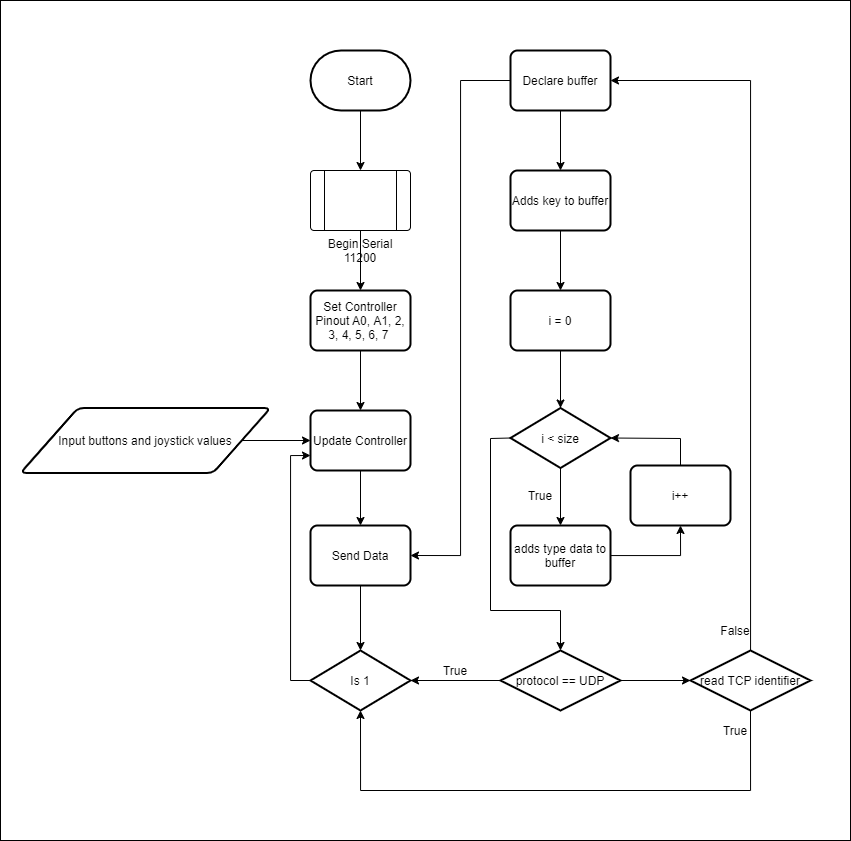 Start
Begin Serial
11200
Set Controller
Pinout A0, A1, 2,
3, 4, 5, 6, 7
Input buttons and joystick values
Update Controller
Send Data
Is 1
Declare buffer
Adds key to buffer
i = 0
i < size
True
i++
adds type data to
buffer
False
True
protocol == UDP
read TCP identifier
True